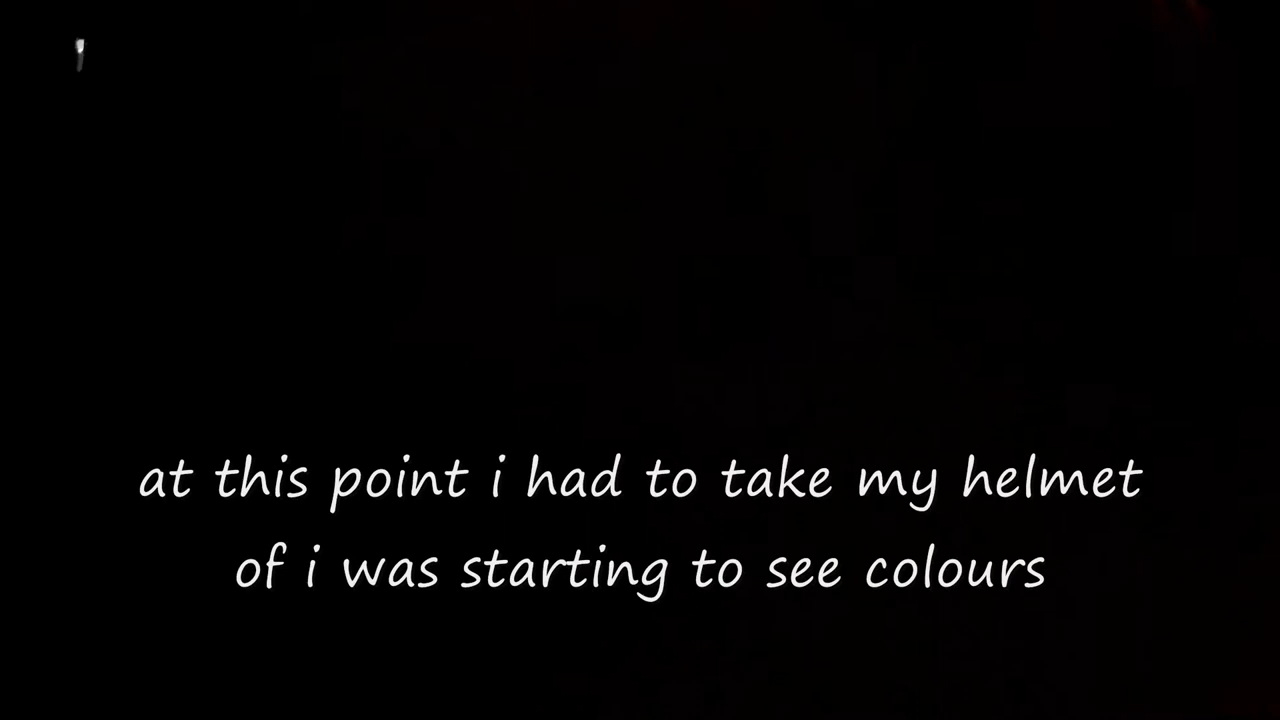 at this point i had to take my helmet
of i was starting to see colours